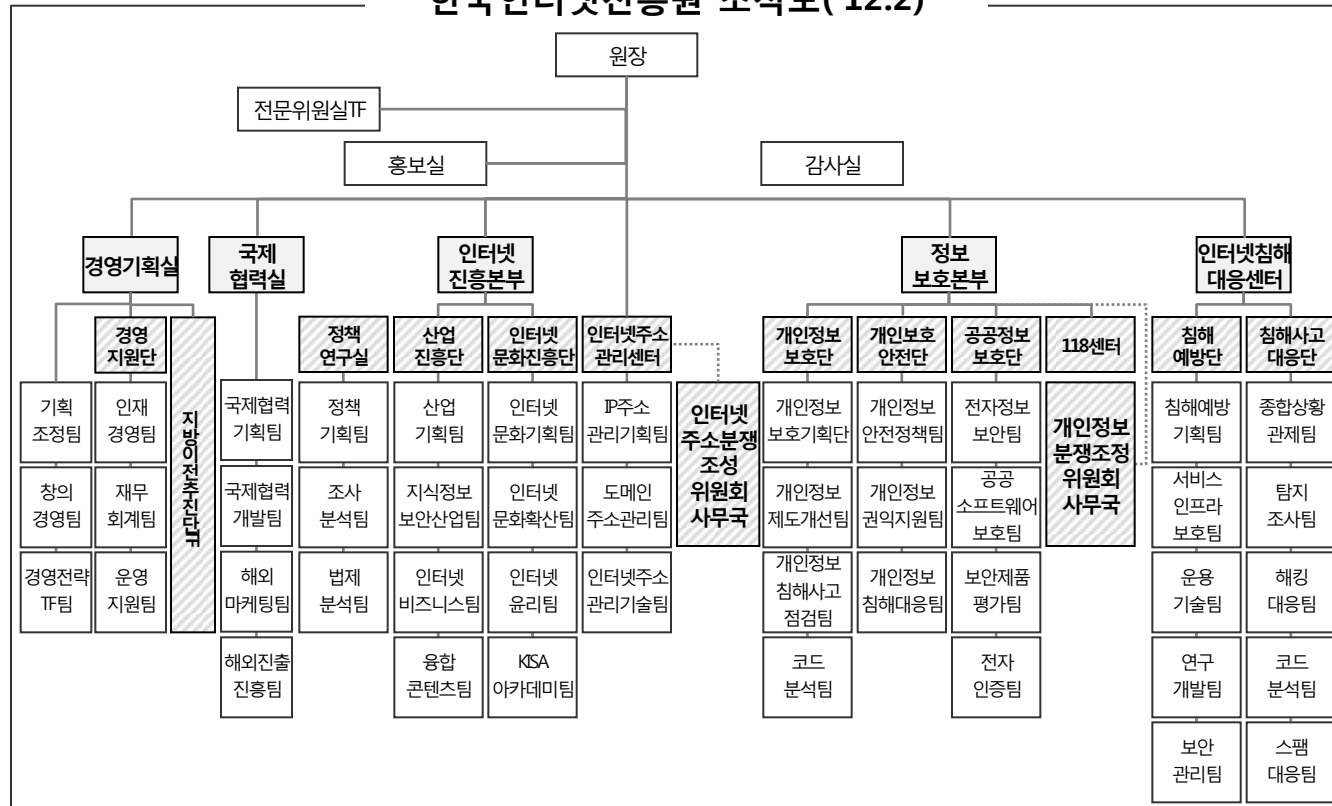 한국인터넷진흥원 조직도('12.2)
원장
전문위원실TF
홍보실
감사실
경영기획실
국제
협력실
인터넷
진흥본부
정보
보호본부
인터넷침해
대응센터
경영
지원단
지방이전추진단TF
정책
연구실
산업
진흥단
인터넷
문화진흥단
인터넷주소
관리센터
개인정보
보호단
개인보호
안전단
공공정보
보호단
118센터
침해
예방단
침해사고
대응단
기획
조정팀
창의
경영팀
경영전략
TF팀
인재
경영팀
재무
회계팀
운영
지원팀
국제협력
기획팀
국제협력
개발팀
해외
마케팅팀
해외진출
진흥팀
정책
기획팀
조사
분석팀
법제
분석팀
산업
기획팀
지식정보
보안산업팀
인터넷
비즈니스팀
융합
콘텐츠팀
인터넷
문화기획팀
인터넷
문화확산팀
인터넷
윤리팀
KISA
아카데미팀
IP주소
관리기획팀
도메인
주소관리팀
인터넷주소
관리기술팀
인터넷
주소분쟁
조성
위원회
사무국
개인정보
보호기획단
개인정보
제도개선팀
개인정보
침해사고
점검팀
코드
분석팀
개인정보
안전정책팀
개인정보
권익지원팀
개인정보
침해대응팀
전자정보
보안팀
공공
소프트웨어
보호팀
보안제품
평가팀
전자
인증팀
개인정보
분쟁조정
위원회
사무국
침해예방
기획팀
서비스
인프라
보호팀
운용
기술팀
연구
개발팀
보안
관리팀
종합상황
관제팀
탐지
조사팀
해킹
대응팀
코드
분석팀
스팸
대응팀